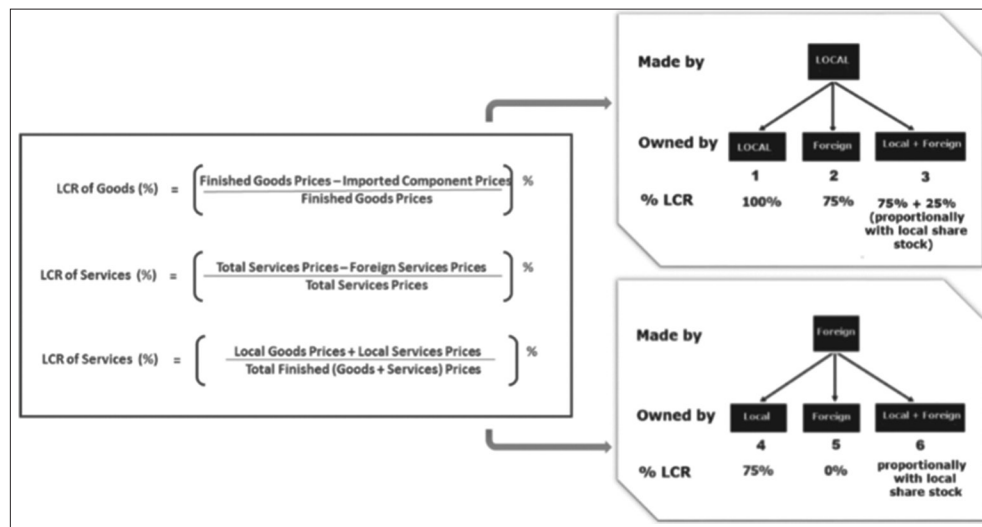 LCR of Goods (%) = ( Finished Goods Prices – Imported Component Prices ) %
Finished Goods Prices
LCR of Services (%) = ( Total Services Prices – Foreign Services Prices ) %
Total Services Prices
LCR of Services (%) = ( Local Goods Prices + Local Services Prices ) %
Total Finished (Goods + Services) Prices
Made by
LOCAL
Owned by
LOCAL Foreign Local + Foreign
1 2 3
% LCR 100% 75% 75% + 25%
(proportionally
with local share
stock)
Made by
Foreign
Owned by
Local Foreign Local + Foreign
4 5 6
% LCR 75% 0% proportionally
with local
share stock